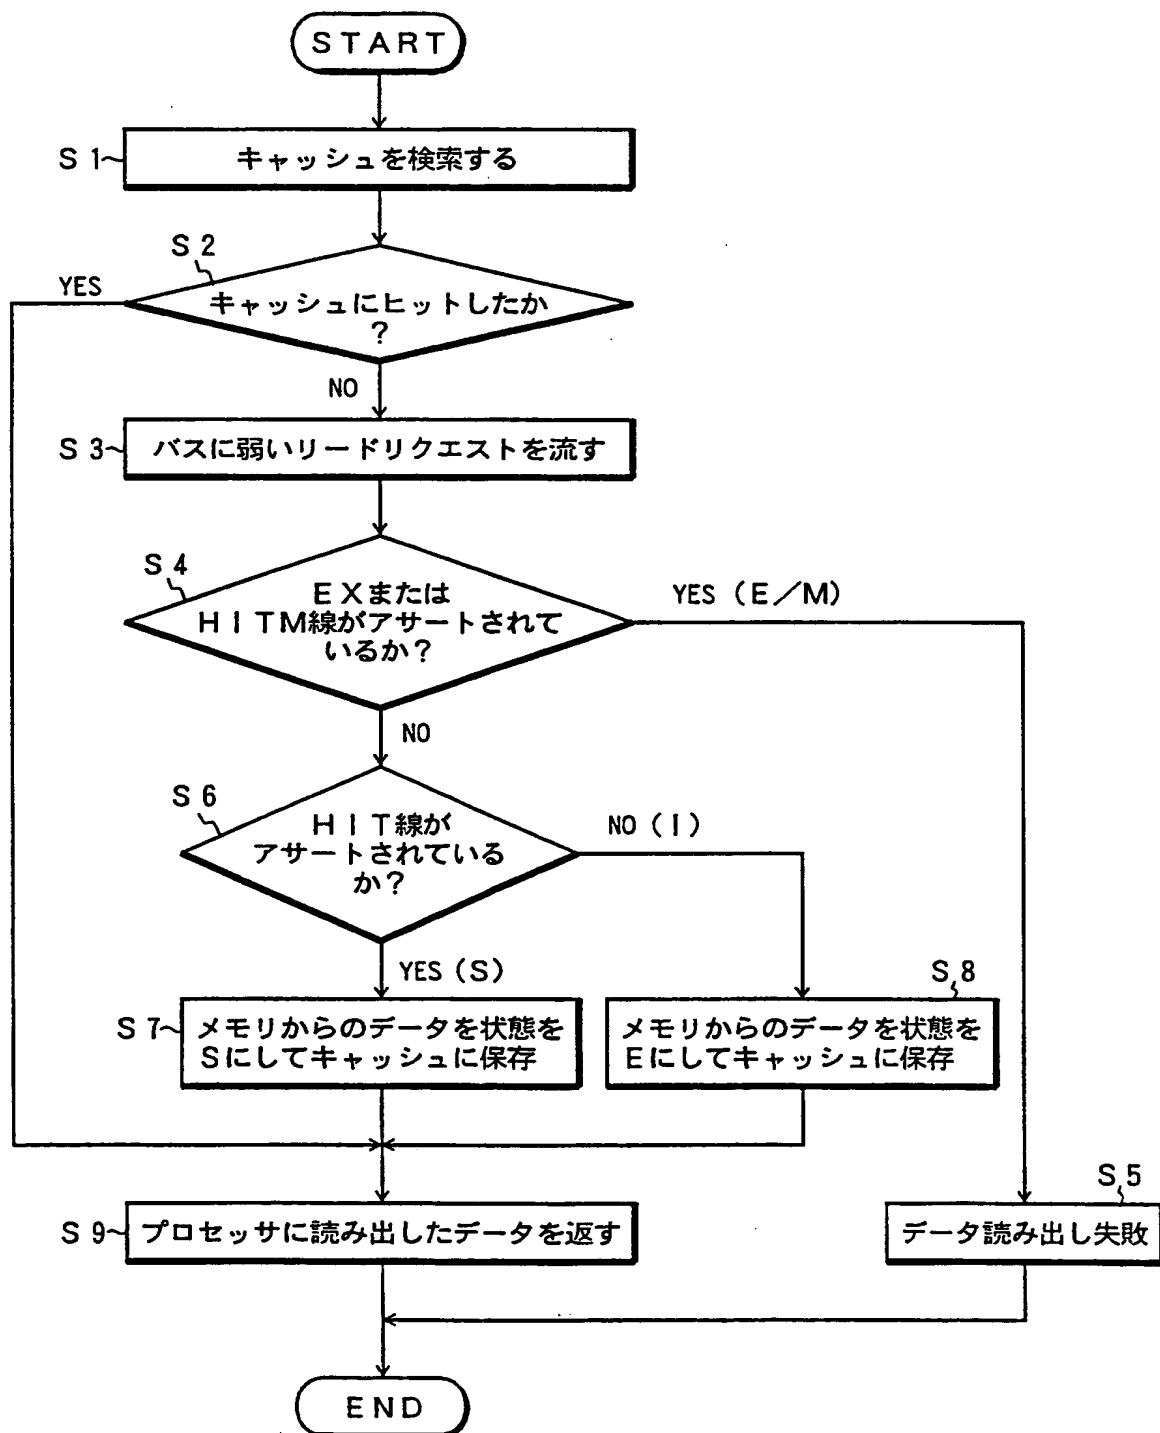 START
S1
キャッシュを検索する
S2
YES
キャッシュにヒットしたか
?
NO
S3
バスに弱いリードリクエストを流す
S4
EXまたは
HITM線がアサートされて
いるか?
YES (E/M)
NO
S6
HIT線が
アサートされている
か?
NO (I)
YES (S)
S7
メモリからのデータを状態を
Sにしてキャッシュに保存
S8
メモリからのデータを状態を
Eにしてキャッシュに保存
S9
プロセッサに読み出したデータを返す
S5
データ読み出し失敗
END